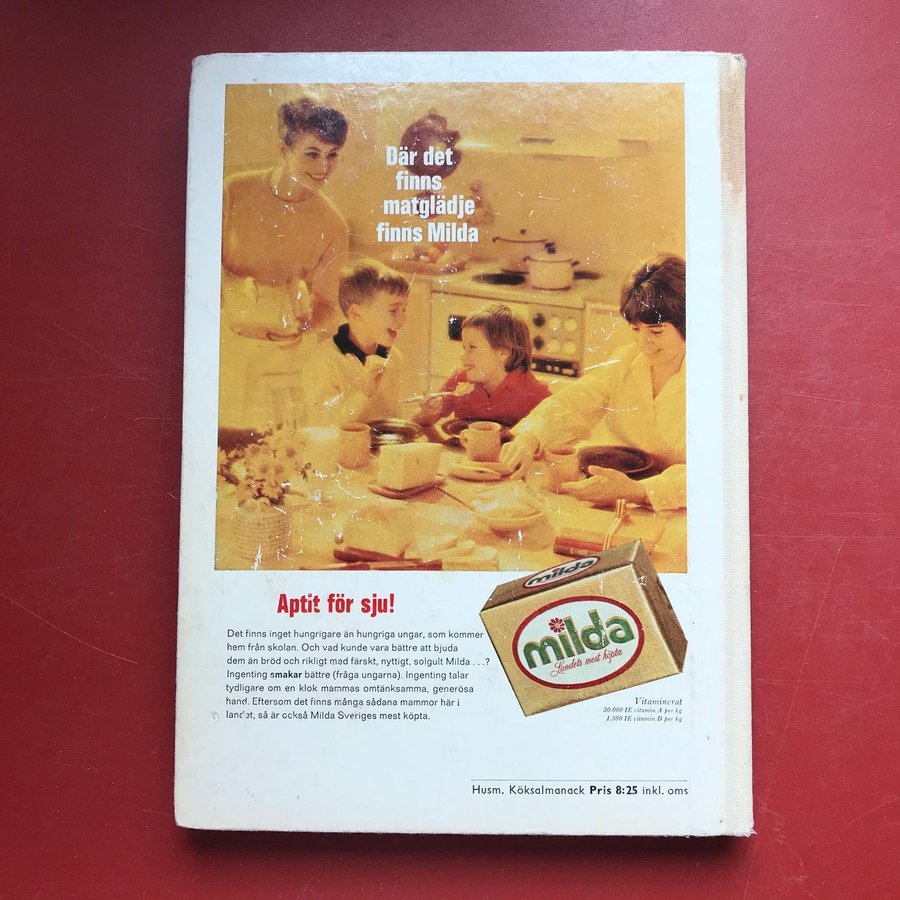 Där det
finns
matglädje
finns Milda
Aptit för sju!
Det finns inget hungrigare än hungriga ungar, som kommer
hem från skolan. Och vad kunde vara bättre att bjuda
dem än bröd och rikligt med färskt, nyttigt, solgult Milda . . .?
Ingenting smakar bättre (fråga ungarna). Ingenting talar
tydligare om en klok mammas omtänksamma, generösa
hand. Eftersom det finns många sådana mammor här i
landet, så är också Milda Sveriges mest köpta.
milda
milda
Landets mest köpta
Vitaminerat
30.000 IE vitamin A per kg
1.500 IE vitamin D per kg
Husm. Köksalmanack Pris 8:25 inkl. oms